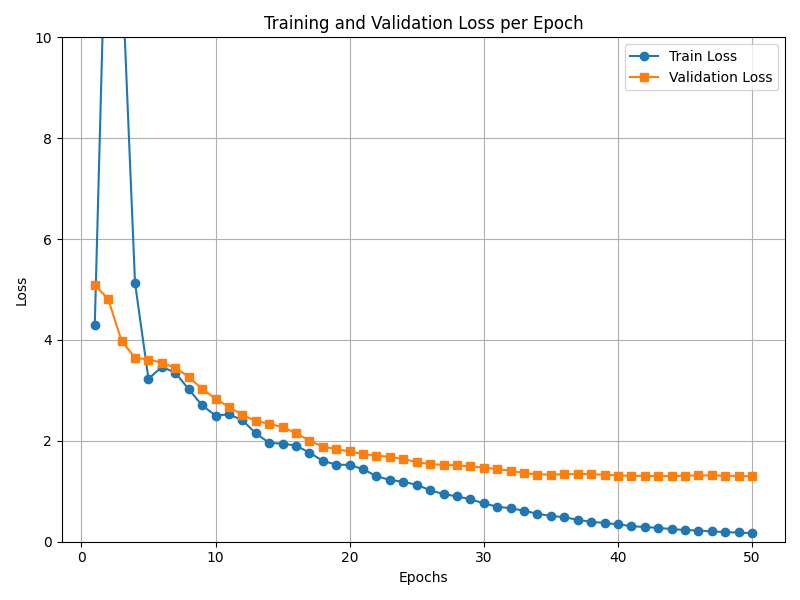 Training and Validation Loss per Epoch
Train Loss
Validation Loss
Loss
10
8
6
4
2
0
0 10 20 30 40 50
Epochs